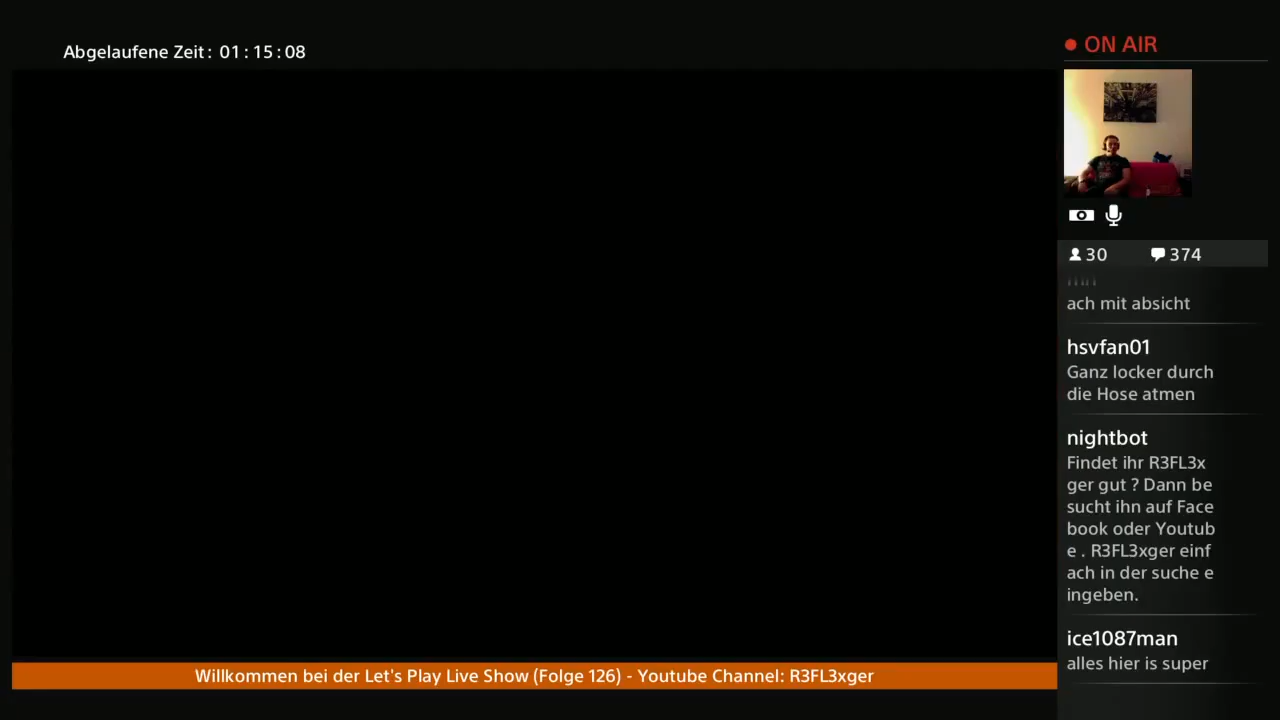 Abgelaufene Zeit: 01:15:08
ON AIR
30 374
ach mit absicht
hsvfan01
Ganz locker durch
die Hose atmen
nightbot
Findet ihr R3FL3x
ger gut ? Dann be
sucht ihn auf Face
book oder Youtub
e . R3FL3xger einf
ach in der suche e
ingeben.
ice1087man
alles hier is super
Willkommen bei der Let's Play Live Show (Folge 126) - Youtube Channel: R3FL3xger